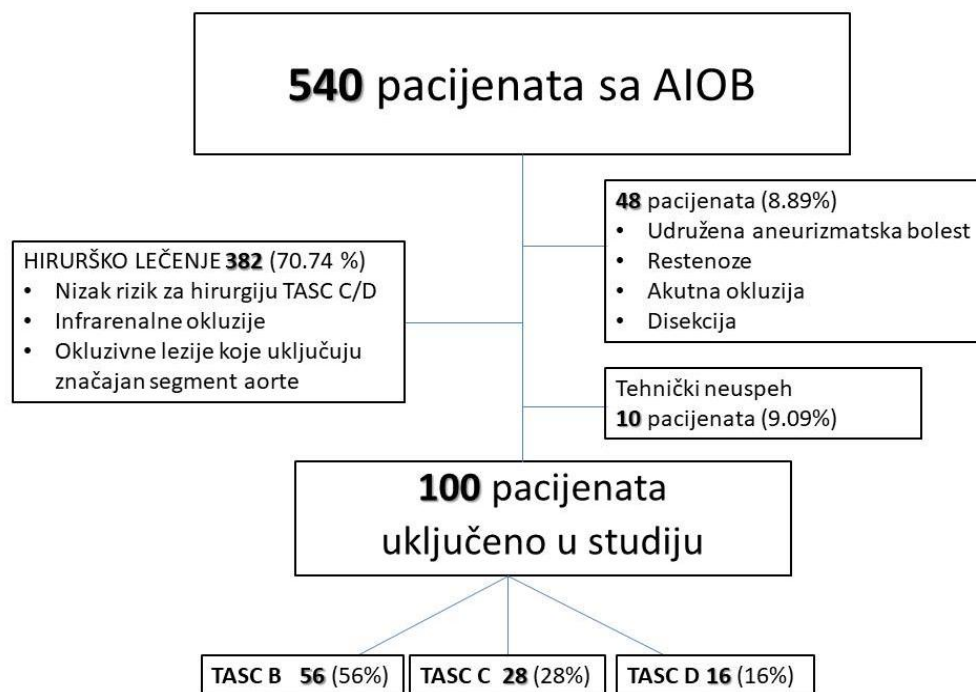 540 pacijenata sa AIOB
48 pacijenata (8.89%)
• Udružena aneurizmatska bolest
• Restenoze
• Akutna okluzija
• Disekcija
HIRURŠKO LEČENJE 382 (70.74 %)
• Nizak rizik za hirurgiju TASC C/D
• Infrarenalne okluzije
• Okluzivne lezije koje uključuju
značajan segment aorte
Tehnički neuspeh
10 pacijenata (9.09%)
100 pacijenata
uključeno u studiju
TASC B 56 (56%)
TASC C 28 (28%)
TASC D 16 (16%)